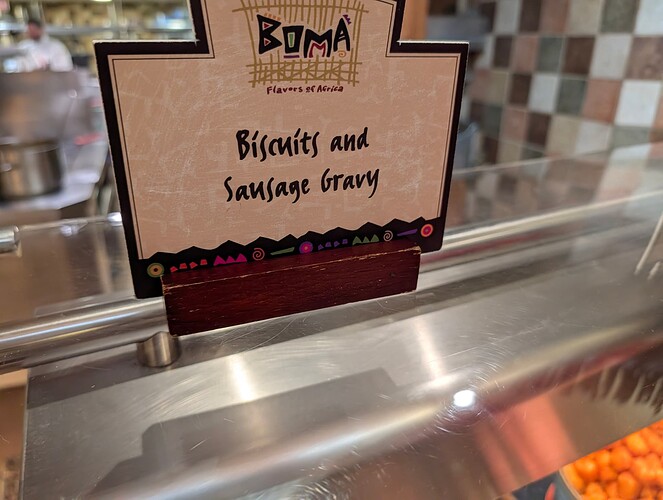 BOMA
Flavors of Africa
Biscuits and
Sausage Gravy